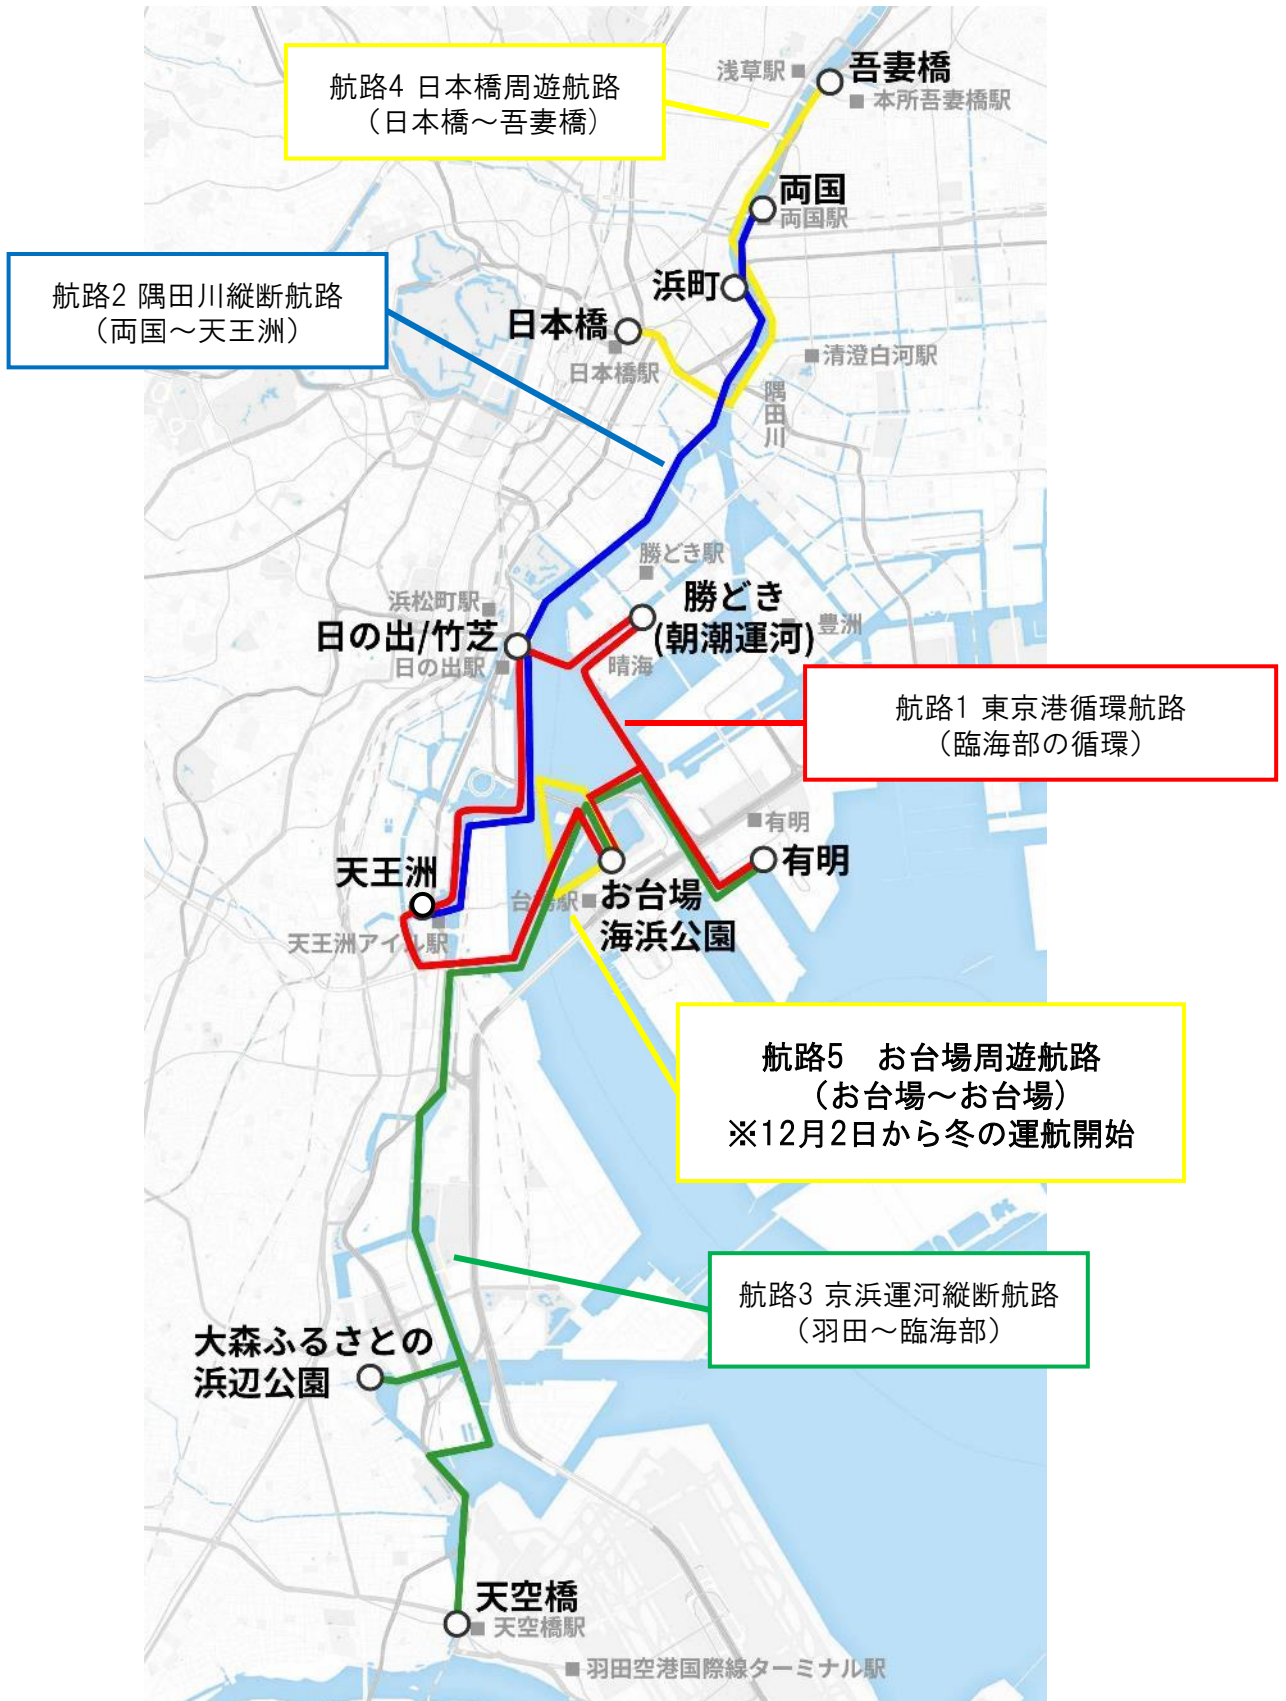 航路4 日本橋周遊航路
（日本橋～吾妻橋）
浅草駅
吾妻橋
本所吾妻橋駅
両国
両国駅
航路2 隅田川縦断航路
（両国～天王洲）
浜町
日本橋
日本橋駅
清澄白河駅
隅田川
勝どき駅
浜松町駅
勝どき
(朝潮運河)
豊洲
日の出/竹芝
日の出駅
晴海
航路1 東京港循環航路
（臨海部の循環）
有明
有明
天王洲
天王洲アイル駅
台場駅
お台場
海浜公園
航路5　お台場周遊航路
（お台場～お台場）
※12月2日から冬の運航開始
航路3 京浜運河縦断航路
（羽田～臨海部）
大森ふるさとの
浜辺公園
天空橋
天空橋駅
羽田空港国際線ターミナル駅